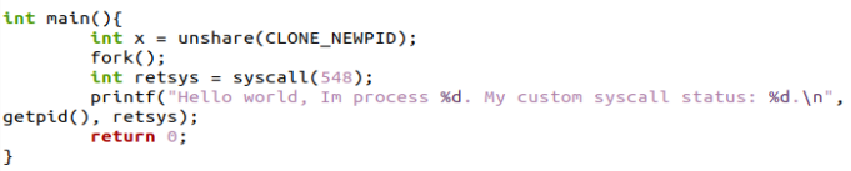 int main(){
        int x = unshare(CLONE_NEWPID);
        fork();
        int retsys = syscall(548);
        printf("Hello world, Im process %d. My custom syscall status: %d.\n",
getpid(), retsys);
        return 0;
}